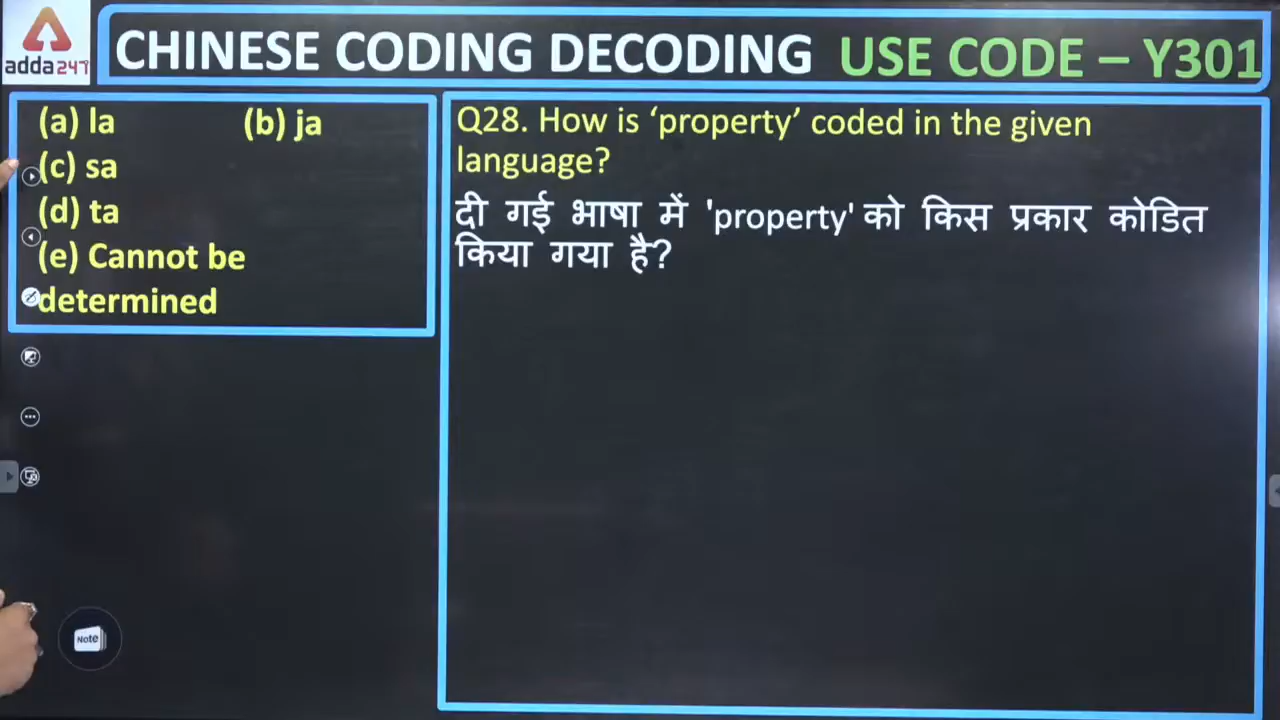 adda247
CHINESE CODING DECODING USE CODE – Y301
(a) la (b) ja
(c) sa
(d) ta
(e) Cannot be
determined
Q28. How is ‘property’ coded in the given
language?
दी गई भाषा में 'property' को किस प्रकार कोडित
किया गया है?
Note